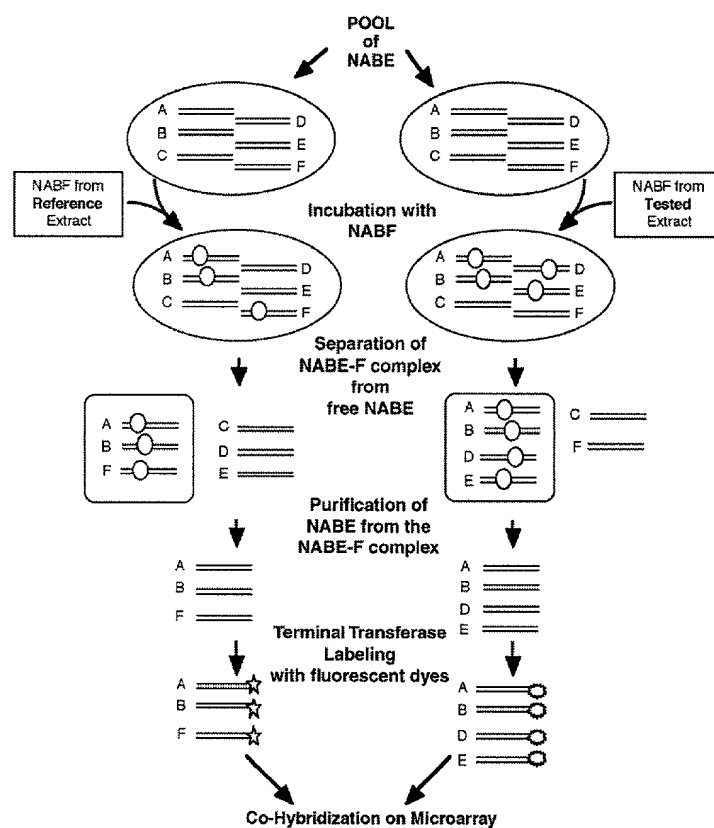 POOL
of
NABE
A
B
C
D
E
F
A
B
C
D
E
F
NABF from
Reference
Extract
Incubation with
NABF
NABF from
Tested
Extract
A
B
C
D
E
F
A
B
C
D
E
F
Separation of
NABE-F complex
from
free NABE
A
B
F
C
D
E
A
B
D
E
C
F
Purification of
NABE from the
NABE-F complex
A
B
F
A
B
D
E
Terminal Transferase
Labeling
with fluorescent dyes
A
B
F
A
B
D
E
Co-Hybridization on Microarray